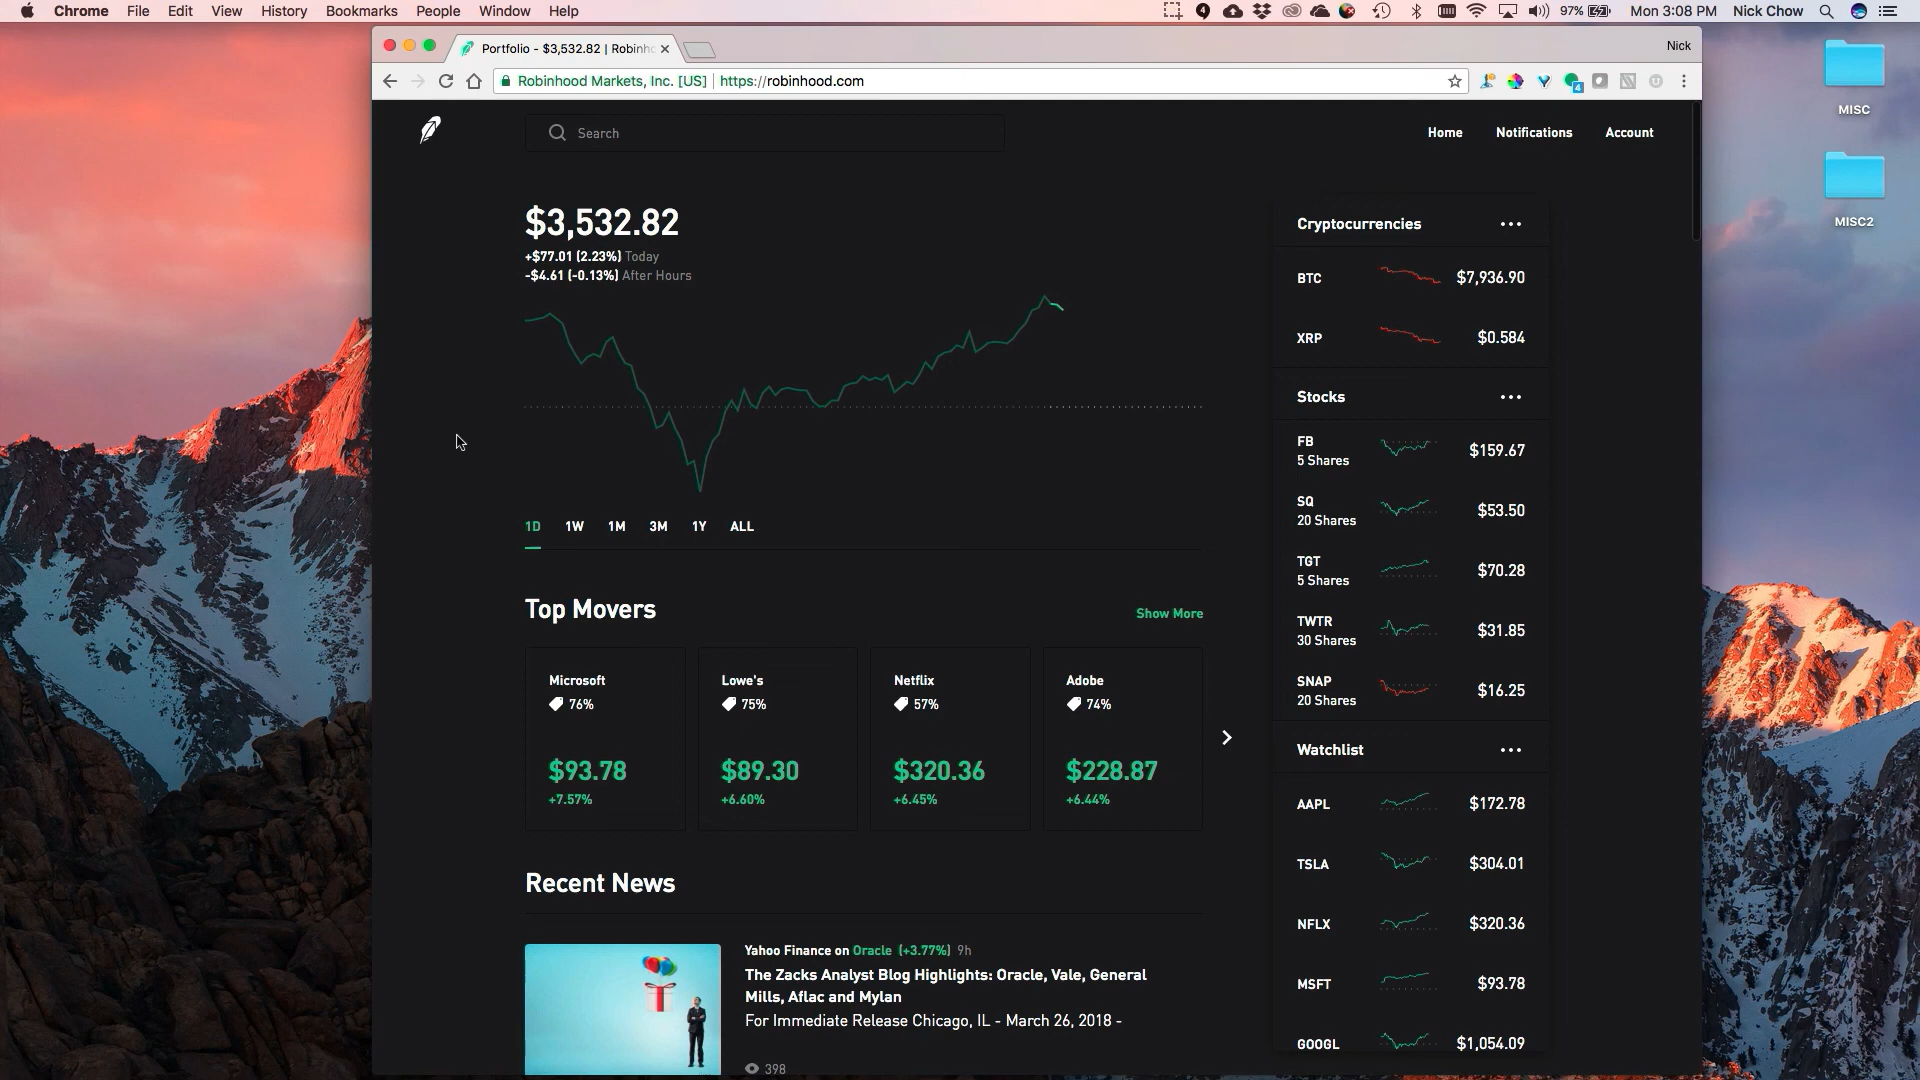 Chrome File Edit View History Bookmarks People Window Help 97% Mon 3:08 PM Nick Chow
Portfolio - $3,532.82 | Robinho
Nick
Robinhood Markets, Inc. [US] | https://robinhood.com
4
MISC
MISC2
Search
Home Notifications Account
$3,532.82
+$77.01 (2.23%) Today
-$4.61 (-0.13%) After Hours
1D 1W 1M 3M 1Y ALL
Top Movers
Show More
Microsoft
76%
$93.78
+7.57%
Lowe's
75%
$89.30
+6.60%
Netflix
57%
$320.36
+6.45%
Adobe
74%
$228.87
+6.44%
Recent News
Yahoo Finance on Oracle (+3.77%) 9h
The Zacks Analyst Blog Highlights: Oracle, Vale, General
Mills, Aflac and Mylan
For Immediate Release Chicago, IL - March 26, 2018 -
398
Cryptocurrencies
BTC $7,936.90
XRP $0.584
Stocks
FB $159.67
5 Shares
SQ $53.50
20 Shares
TGT $70.28
5 Shares
TWTR $31.85
30 Shares
SNAP $16.25
20 Shares
Watchlist
AAPL $172.78
TSLA $304.01
NFLX $320.36
MSFT $93.78
GOOGL $1,054.09